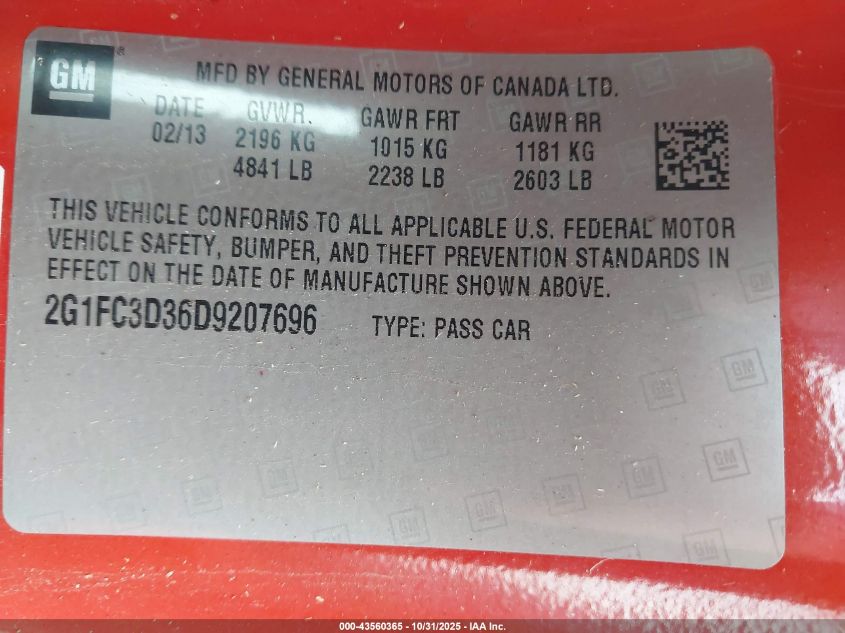 GM
MFD BY GENERAL MOTORS OF CANADA LTD.
DATE GVWR. GAWR FRT GAWR RR
02/13 2196 KG 1015 KG 1181 KG
4841 LB 2238 LB 2603 LB
THIS VEHICLE CONFORMS TO ALL APPLICABLE U.S. FEDERAL MOTOR
VEHICLE SAFETY, BUMPER, AND THEFT PREVENTION STANDARDS IN
EFFECT ON THE DATE OF MANUFACTURE SHOWN ABOVE.
2G1FC3D36D9207696 TYPE: PASS CAR
000-43560365 - 10/31/2025 - IAA Inc.